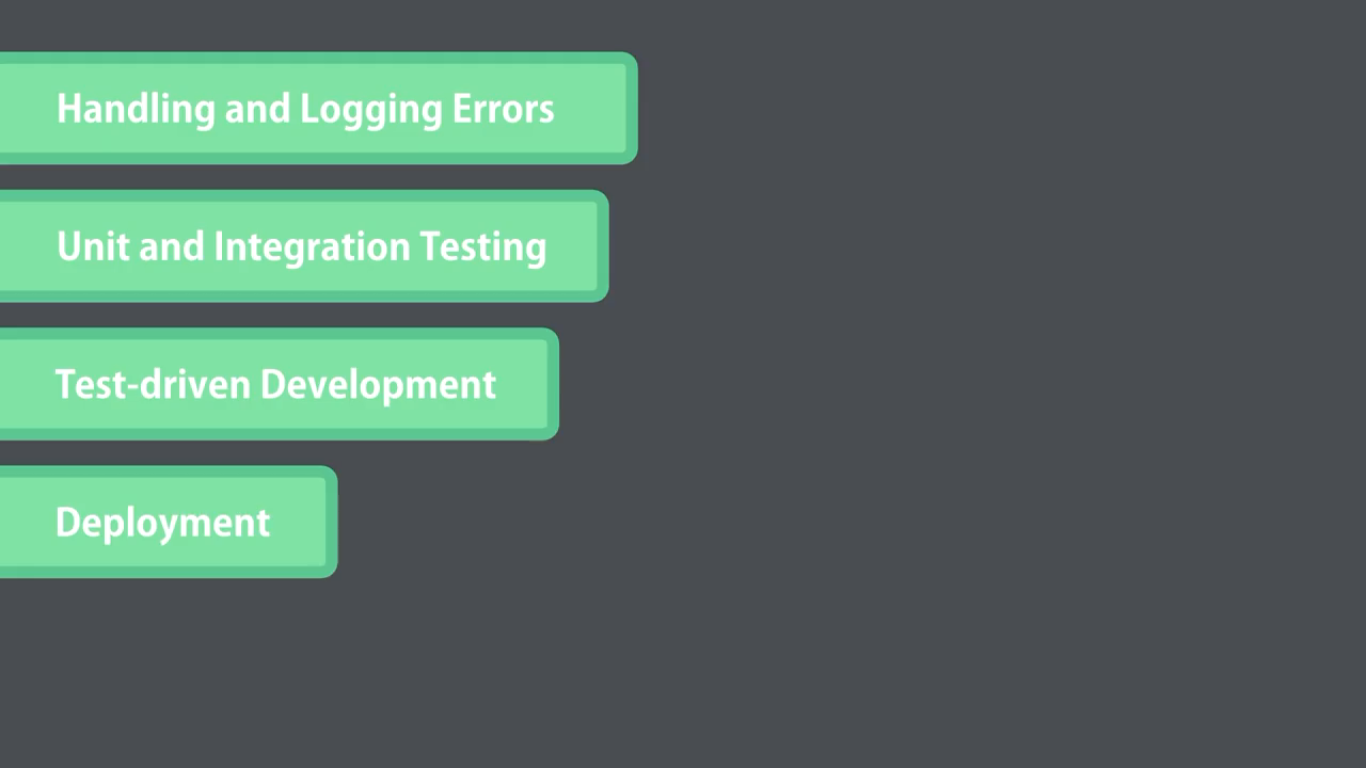 Handling and Logging Errors
Unit and Integration Testing
Test-driven Development
Deployment